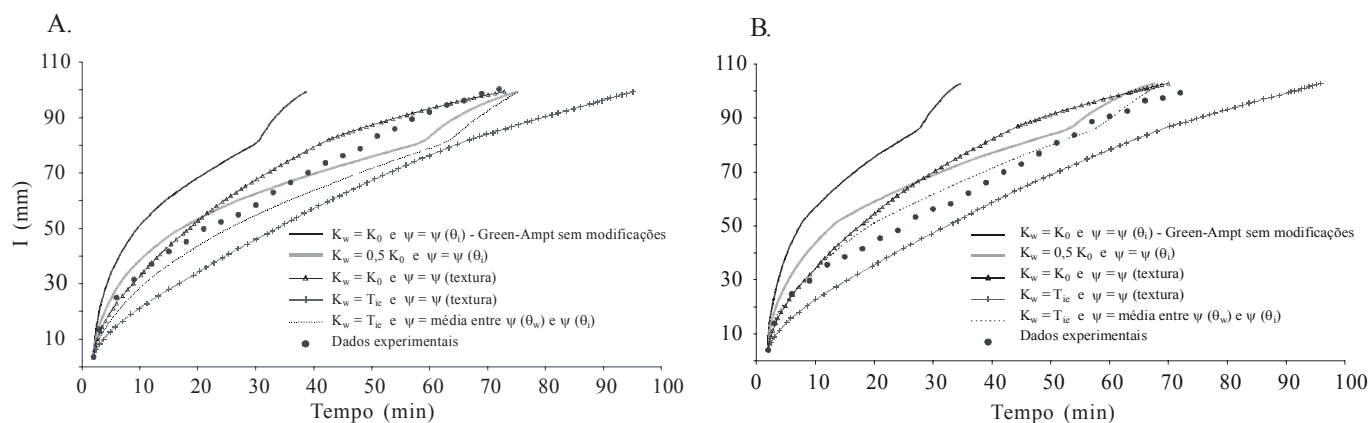 A.
I (mm)
110
90
70
50
30
10
K_w = K_0 e ψ = ψ (θ_i) - Green-Ampt sem modificações
K_w = 0,5 K_0 e ψ = ψ (θ_i)
K_w = K_0 e ψ = ψ (textura)
K_w = T_ie e ψ = ψ (textura)
K_w = T_ie e ψ = média entre ψ (θ_w) e ψ (θ_i)
Dados experimentais
0 10 20 30 40 50 60 70 80 90 100
Tempo (min)
B.
110
90
70
50
30
10
K_w = K_0 e ψ = ψ (θ_i) - Green-Ampt sem modificações
K_w = 0,5 K_0 e ψ = ψ (θ_i)
K_w = K_0 e ψ = ψ (textura)
K_w = T_ie e ψ = ψ (textura)
K_w = T_ie e ψ = média entre ψ (θ_w) e ψ (θ_i)
Dados experimentais
0 10 20 30 40 50 60 70 80 90 100
Tempo (min)